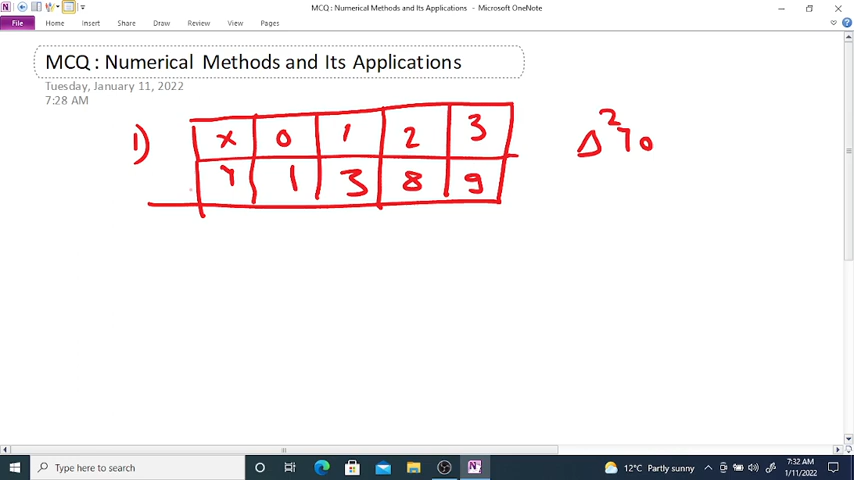 MCQ : Numerical Methods and Its Applications - Microsoft OneNote
File Home Insert Share Draw History Review View Pages
MCQ : Numerical Methods and Its Applications
Tuesday, January 11, 2022
7:28 AM
1) x 0 1 2 3 Δ²Y0
Y 1 3 8 9
Type here to search
12°C Partly sunny
7:32 AM
1/11/2022